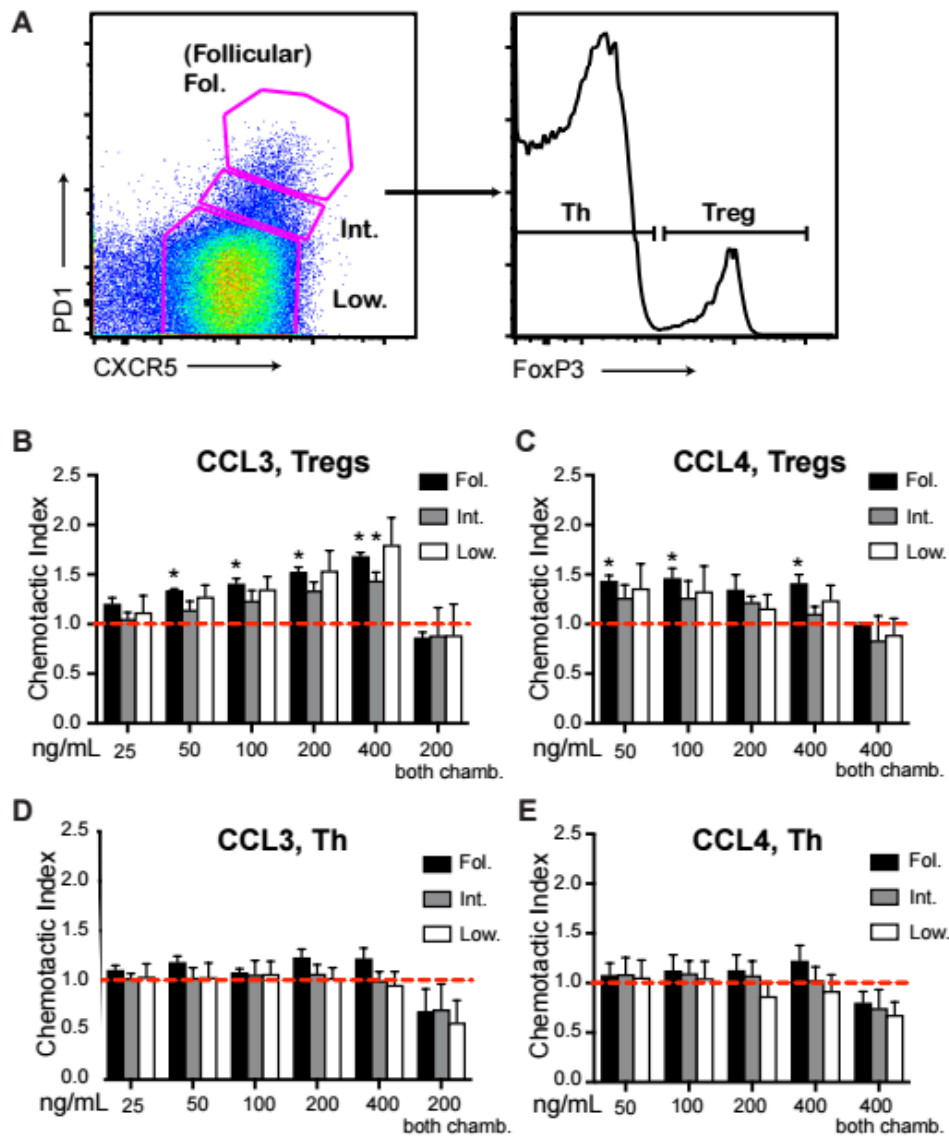 A
(Follicular)
Fol.
Int.
Low.
PD1
CXCR5
Th
Treg
FoxP3
B
CCL3, Tregs
Chemotactic Index
2.5
2.0
1.5
1.0
0.5
0.0
* * * * *
Fol.
Int.
Low.
ng/mL 25 50 100 200 400 200
both chamb.
C
CCL4, Tregs
Chemotactic Index
2.5
2.0
1.5
1.0
0.5
0.0
* * *
Fol.
Int.
Low.
ng/mL 50 100 200 400 400
both chamb.
D
CCL3, Th
Chemotactic Index
2.5
2.0
1.5
1.0
0.5
0.0
Fol.
Int.
Low.
ng/mL 25 50 100 200 400 200
both chamb.
E
CCL4, Th
Chemotactic Index
2.5
2.0
1.5
1.0
0.5
0.0
Fol.
Int.
Low.
ng/mL 50 100 200 400 400
both chamb.